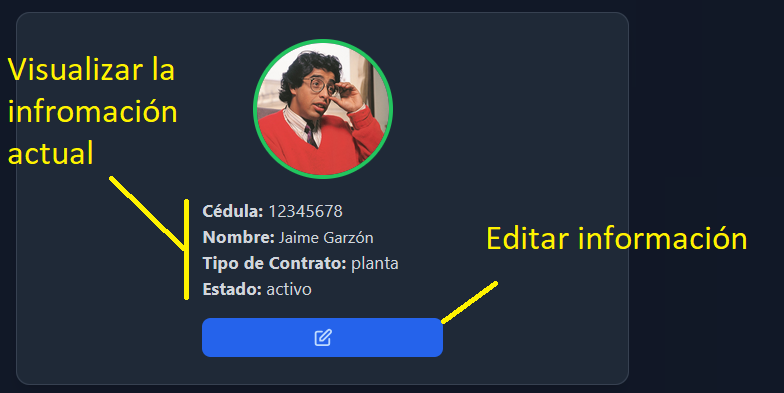 Visualizar la
infromación
actual
Cédula: 12345678
Nombre: Jaime Garzón
Tipo de Contrato: planta
Estado: activo
Editar información